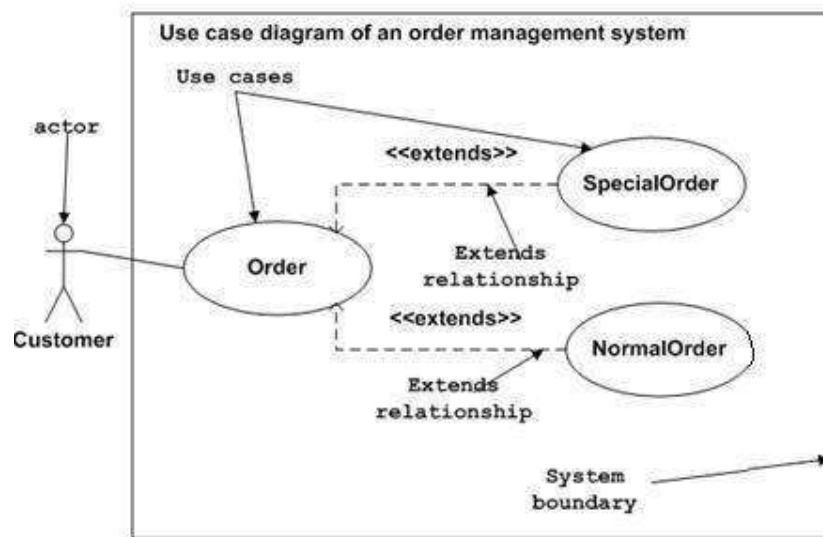 Use case diagram of an order management system
Use cases
actor
<<extends>>
SpecialOrder
Extends
relationship
Order
Customer
<<extends>>
NormalOrder
Extends
relationship
System
boundary